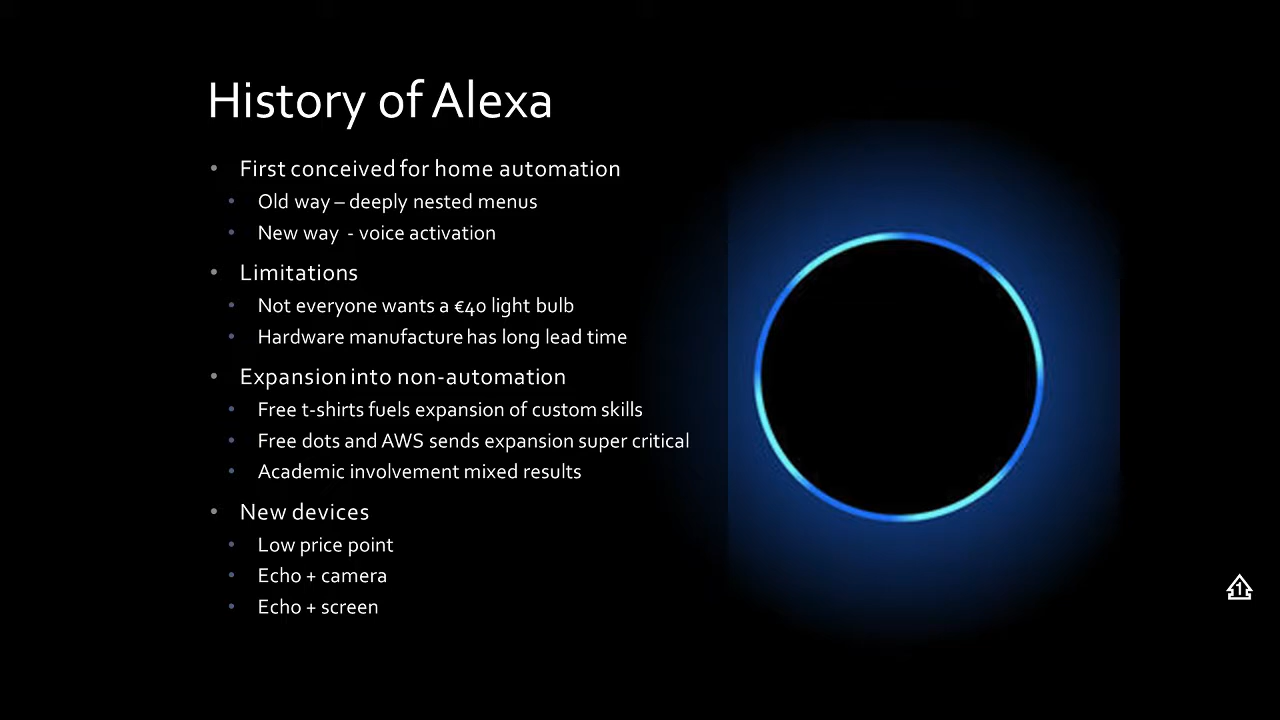 History of Alexa
• First conceived for home automation
• Old way – deeply nested menus
• New way - voice activation
• Limitations
• Not everyone wants a €40 light bulb
• Hardware manufacture has long lead time
• Expansion into non-automation
• Free t-shirts fuels expansion of custom skills
• Free dots and AWS sends expansion super critical
• Academic involvement mixed results
• New devices
• Low price point
• Echo + camera
• Echo + screen
1